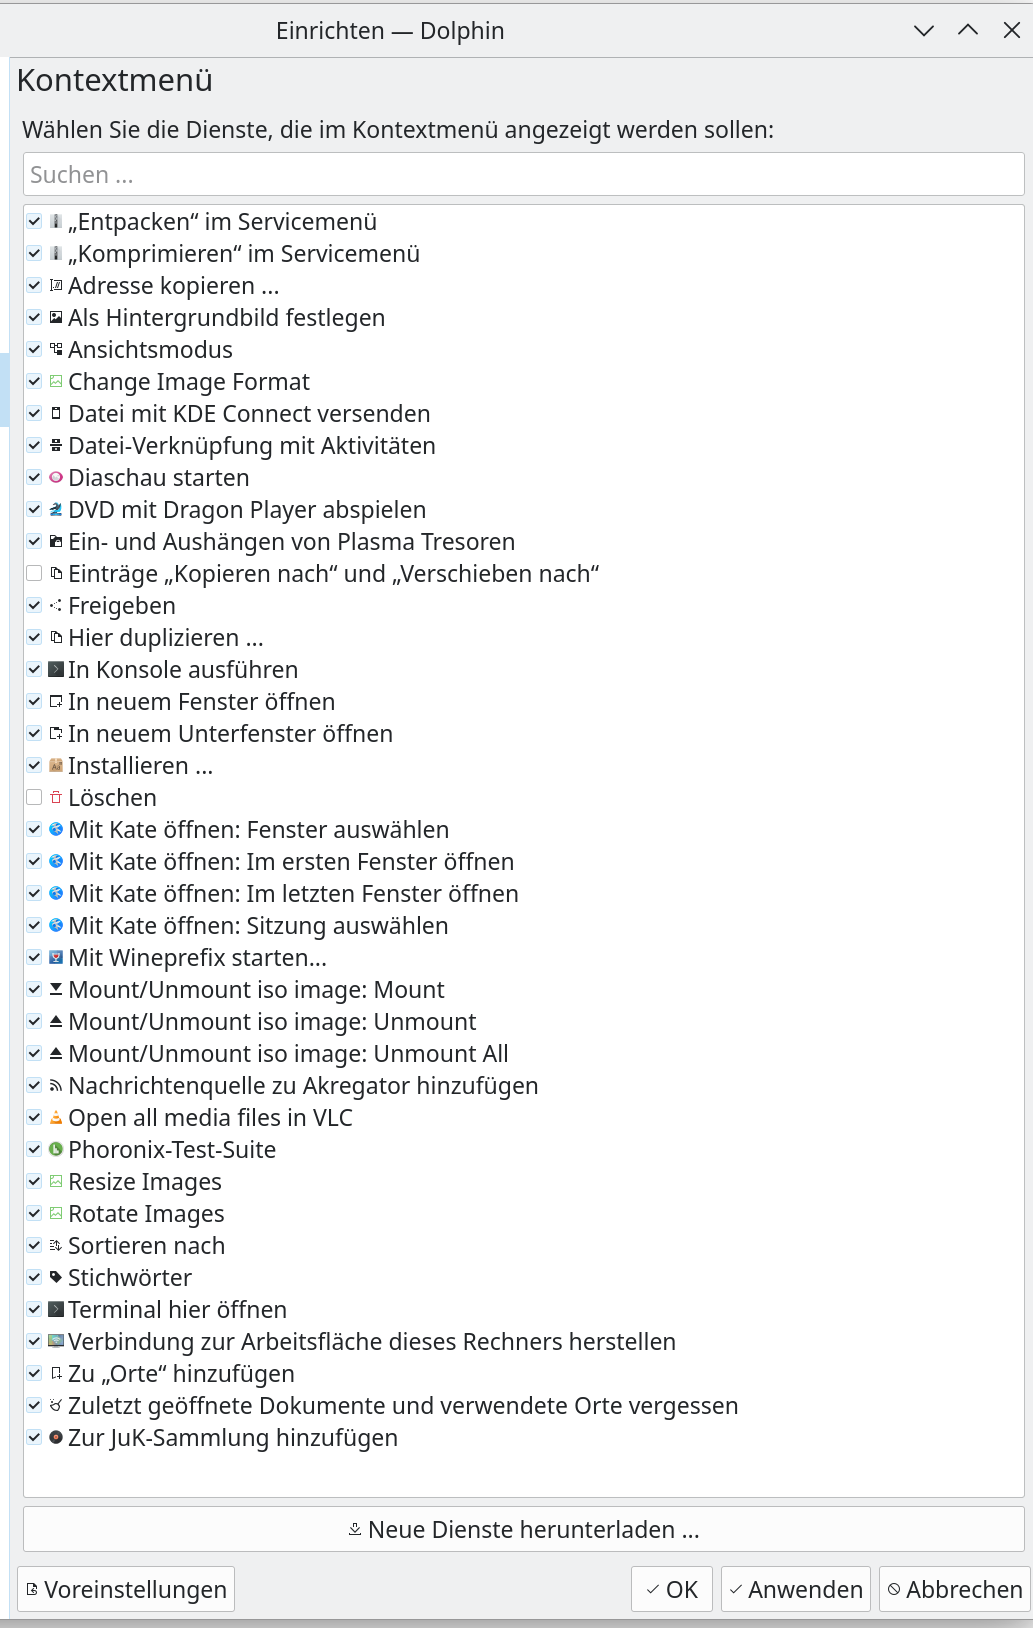 Einrichten — Dolphin
Kontextmenü
Wählen Sie die Dienste, die im Kontextmenü angezeigt werden sollen:
Suchen ...
„Entpacken“ im Servicemenü
„Komprimieren“ im Servicemenü
Adresse kopieren ...
Als Hintergrundbild festlegen
Ansichtsmodus
Change Image Format
Datei mit KDE Connect versenden
Datei-Verknüpfung mit Aktivitäten
Diaschau starten
DVD mit Dragon Player abspielen
Ein- und Aushängen von Plasma Tresoren
Einträge „Kopieren nach“ und „Verschieben nach“
Freigeben
Hier duplizieren ...
In Konsole ausführen
In neuem Fenster öffnen
In neuem Unterfenster öffnen
Installieren ...
Löschen
Mit Kate öffnen: Fenster auswählen
Mit Kate öffnen: Im ersten Fenster öffnen
Mit Kate öffnen: Im letzten Fenster öffnen
Mit Kate öffnen: Sitzung auswählen
Mit Wineprefix starten...
Mount/Unmount iso image: Mount
Mount/Unmount iso image: Unmount
Mount/Unmount iso image: Unmount All
Nachrichtenquelle zu Akregator hinzufügen
Open all media files in VLC
Phoronix-Test-Suite
Resize Images
Rotate Images
Sortieren nach
Stichwörter
Terminal hier öffnen
Verbindung zur Arbeitsfläche dieses Rechners herstellen
Zu „Orte“ hinzufügen
Zuletzt geöffnete Dokumente und verwendete Orte vergessen
Zur JuK-Sammlung hinzufügen
Neue Dienste herunterladen ...
Voreinstellungen OK Anwenden Abbrechen